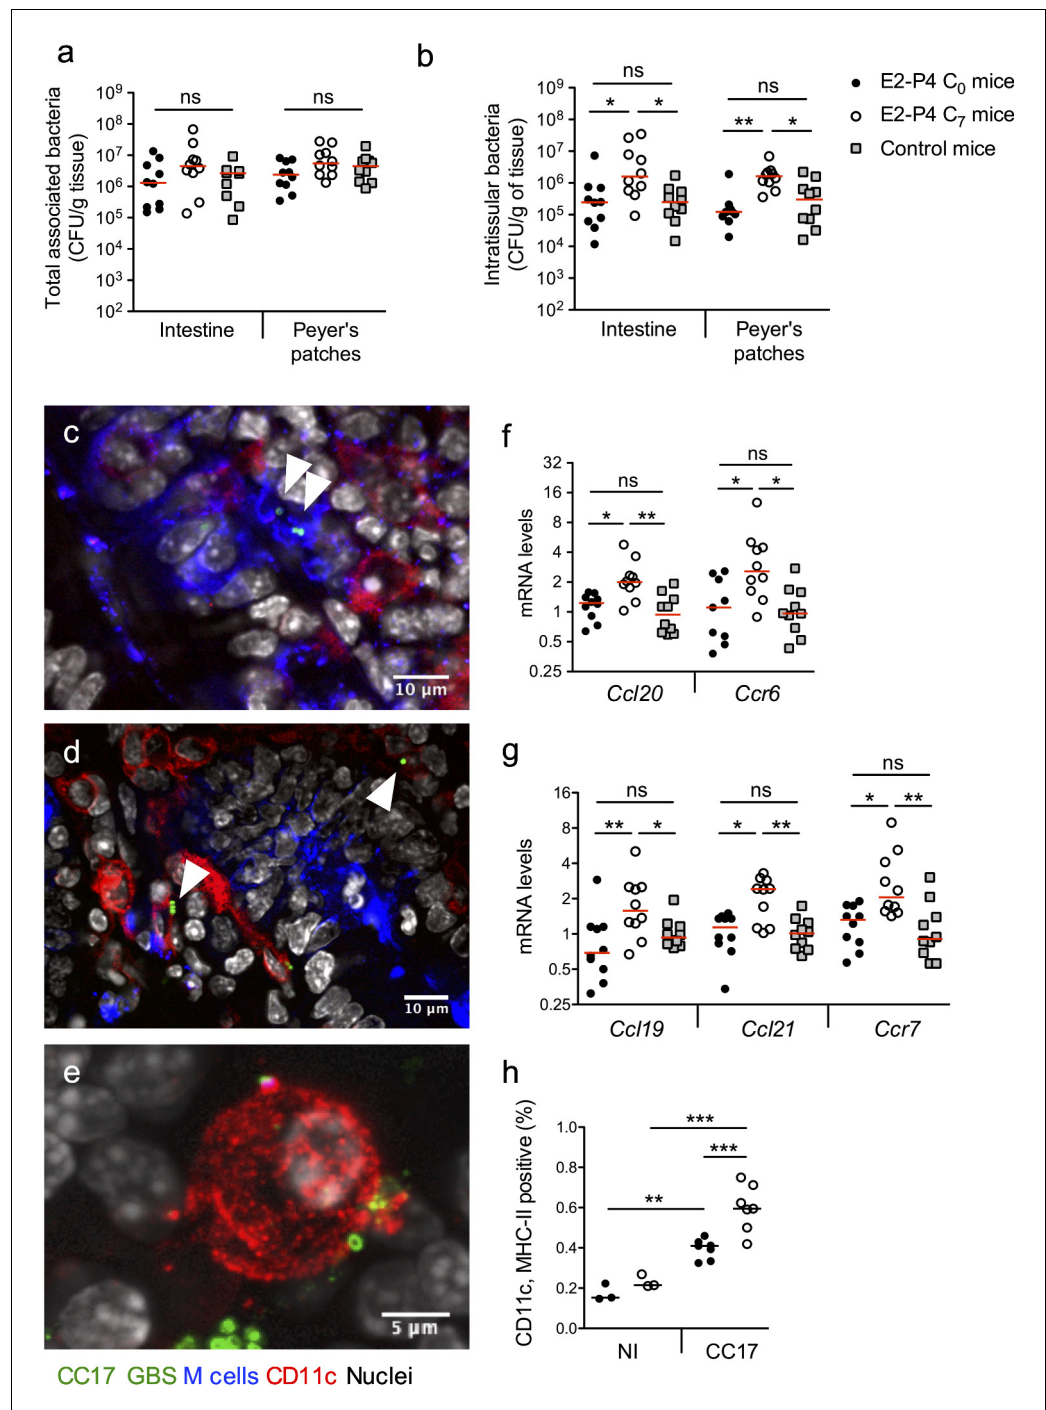 a
Total associated bacteria
(CFU/g tissue)
10⁹
10⁸
10⁷
10⁶
10⁵
10⁴
10³
10²
ns
ns
Intestine
Peyer's
patches
b
Intratissular bacteria
(CFU/g of tissue)
10⁹
10⁸
10⁷
10⁶
10⁵
10⁴
10³
10²
ns
* *
ns
** *
Intestine
Peyer's
patches
E2-P4 C₀ mice
E2-P4 C₇ mice
Control mice
c
10 µm
d
10 µm
e
5 µm
CC17 GBS M cells CD11c Nuclei
f
mRNA levels
32
16
8
4
2
1
0.5
0.25
ns
* **
ns
* *
Ccl20 Ccr6
g
mRNA levels
16
8
4
2
1
0.5
0.25
ns
** *
ns
* **
ns
* **
Ccl19 Ccl21 Ccr7
h
CD11c, MHC-II positive (%)
1.0
0.8
0.6
0.4
0.2
0.0
***
***
**
NI CC17